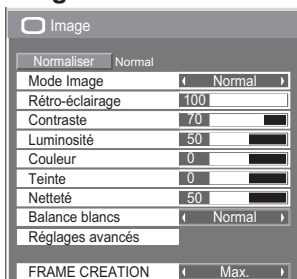 Image
Normaliser Normal
Mode Image Normal
Rétro-éclairage 100
Contraste 70
Luminosité 50
Couleur 0
Teinte 0
Netteté 50
Balance blancs Normal
Réglages avancés
FRAME CREATION Max.